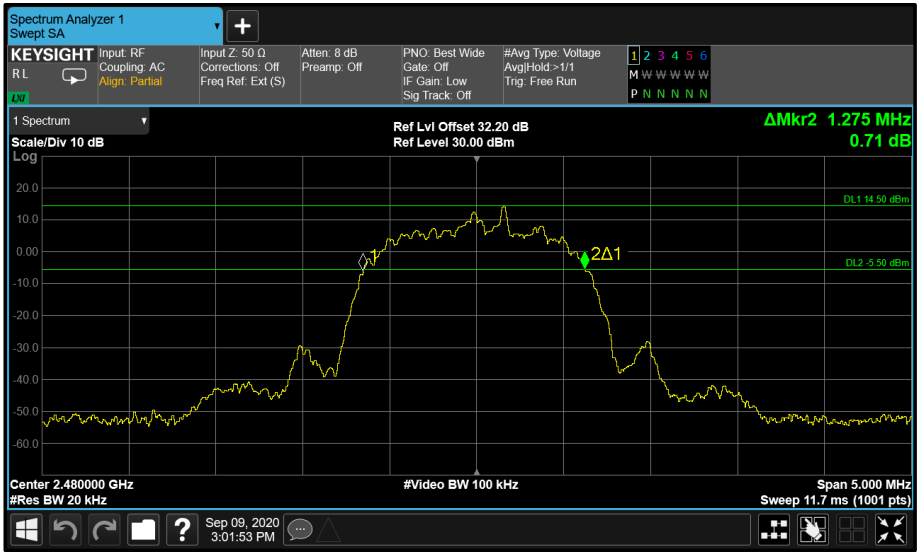 Spectrum Analyzer 1
Swept SA
+
KEYSIGHT Input: RF Input Z: 50 Ω Atten: 8 dB PNO: Best Wide #Avg Type: Voltage 1 2 3 4 5 6
RL Coupling: AC Corrections: Off Preamp: Off Gate: Off Avg|Hold:>1/1 M W W W W W
Align: Partial Freq Ref: Ext (S) IF Gain: Low Trig: Free Run
LXI Sig Track: Off P N N N N N N
1 Spectrum
Ref Lvl Offset 32.20 dB ΔMkr2 1.275 MHz
Scale/Div 10 dB Ref Level 30.00 dBm 0.71 dB
Log
20.0
DL1 14.50 dBm
10.0
0.00
1
2Δ1
DL2 -5.50 dBm
-10.0
-20.0
-30.0
-40.0
-50.0
-60.0
Center 2.480000 GHz #Video BW 100 kHz Span 5.000 MHz
#Res BW 20 kHz Sweep 11.7 ms (1001 pts)
?
Sep 09, 2020
3:01:53 PM